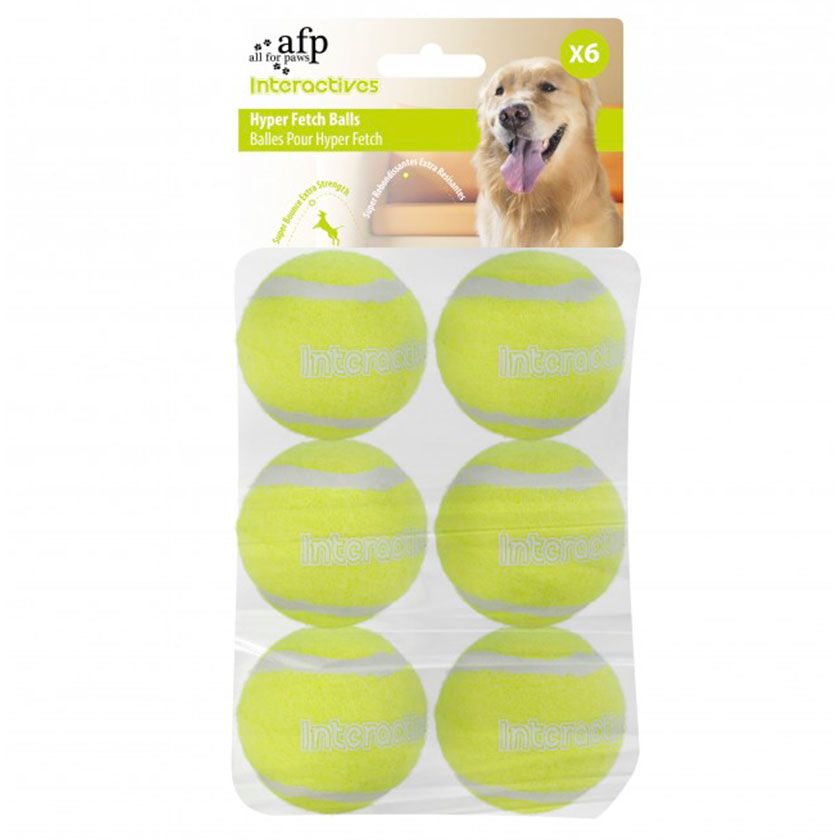 afp
all for paws
X6
Interactives
Hyper Fetch Balls
Balles Pour Hyper Fetch
Super Bounce Extra Strength
Super Rebondissantes Extra Resisantes
Interactives
Interactives
Interactives
Interactives
Interactives
Interactives